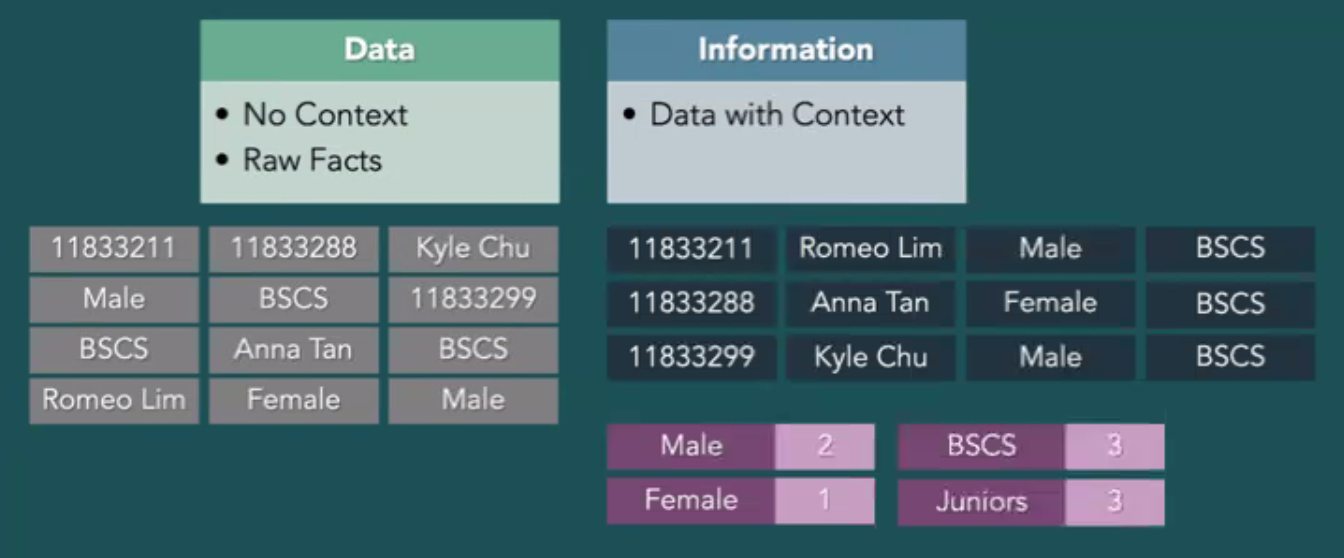 Data
• No Context
• Raw Facts
11833211 11833288 Kyle Chu
Male BSCS 11833299
BSCS Anna Tan BSCS
Romeo Lim Female Male
Information
• Data with Context
11833211 Romeo Lim Male BSCS
11833288 Anna Tan Female BSCS
11833299 Kyle Chu Male BSCS
Male 2 BSCS 3
Female 1 Juniors 3